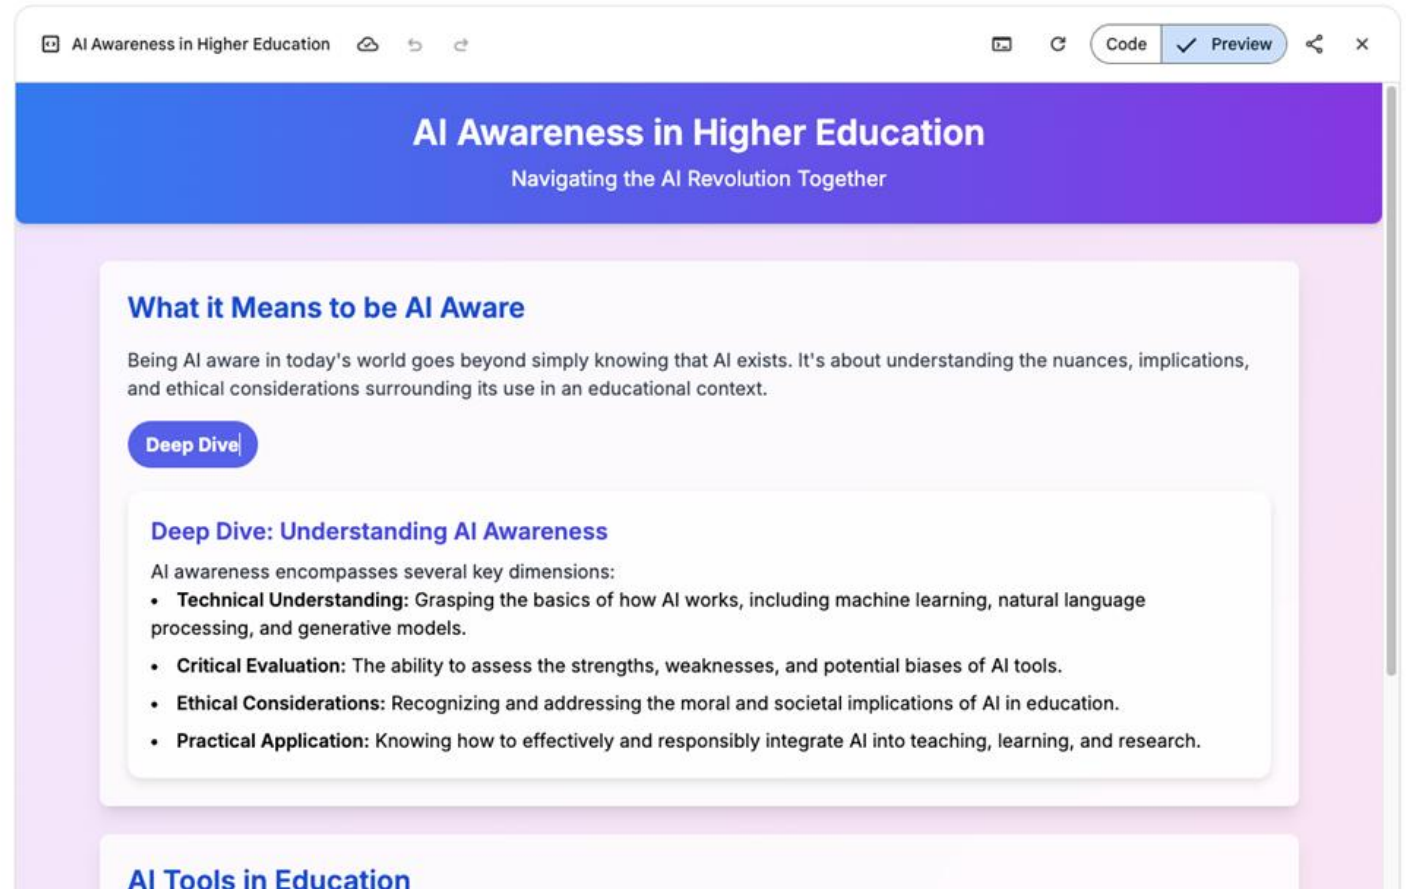 AI Awareness in Higher Education
Code
Preview
AI Awareness in Higher Education
Navigating the AI Revolution Together
What it Means to be AI Aware
Being AI aware in today's world goes beyond simply knowing that AI exists. It's about understanding the nuances, implications,
and ethical considerations surrounding its use in an educational context.
Deep Dive
Deep Dive: Understanding AI Awareness
AI awareness encompasses several key dimensions:
• Technical Understanding: Grasping the basics of how AI works, including machine learning, natural language
processing, and generative models.
• Critical Evaluation: The ability to assess the strengths, weaknesses, and potential biases of AI tools.
• Ethical Considerations: Recognizing and addressing the moral and societal implications of AI in education.
• Practical Application: Knowing how to effectively and responsibly integrate AI into teaching, learning, and research.
AI Tools in Education